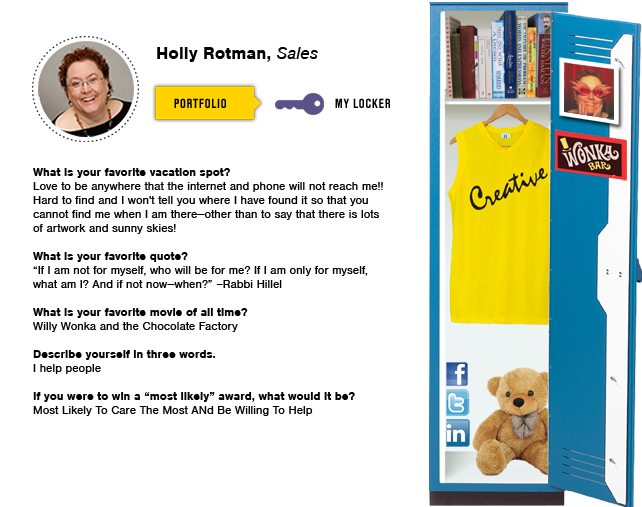 Holly Rotman, Sales
PORTFOLIO
MY LOCKER
What is your favorite vacation spot?
Love to be anywhere that the internet and phone will not reach me!!
Hard to find and I won't tell you where I have found it so that you
cannot find me when I am there—other than to say that there is lots
of artwork and sunny skies!
What is your favorite quote?
“If I am not for myself, who will be for me? If I am only for myself,
what am I? And if not now—when?” –Rabbi Hillel
What is your favorite movie of all time?
Willy Wonka and the Chocolate Factory
Describe yourself in three words.
I help people
If you were to win a “most likely” award, what would it be?
Most Likely To Care The Most ANd Be Willing To Help
Creative
WONKA
BAR
f
t
in